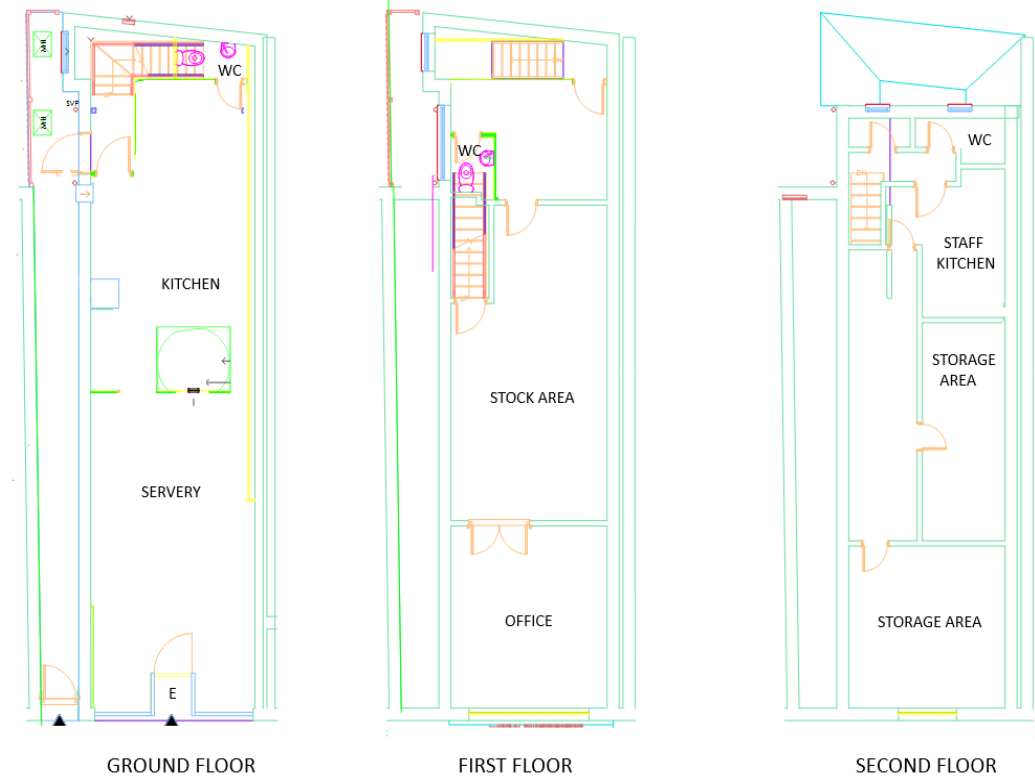 WC
SVP
KITCHEN
SERVERY
E
GROUND FLOOR
WC
STOCK AREA
OFFICE
FIRST FLOOR
WC
STAFF
KITCHEN
STORAGE
AREA
STORAGE AREA
SECOND FLOOR